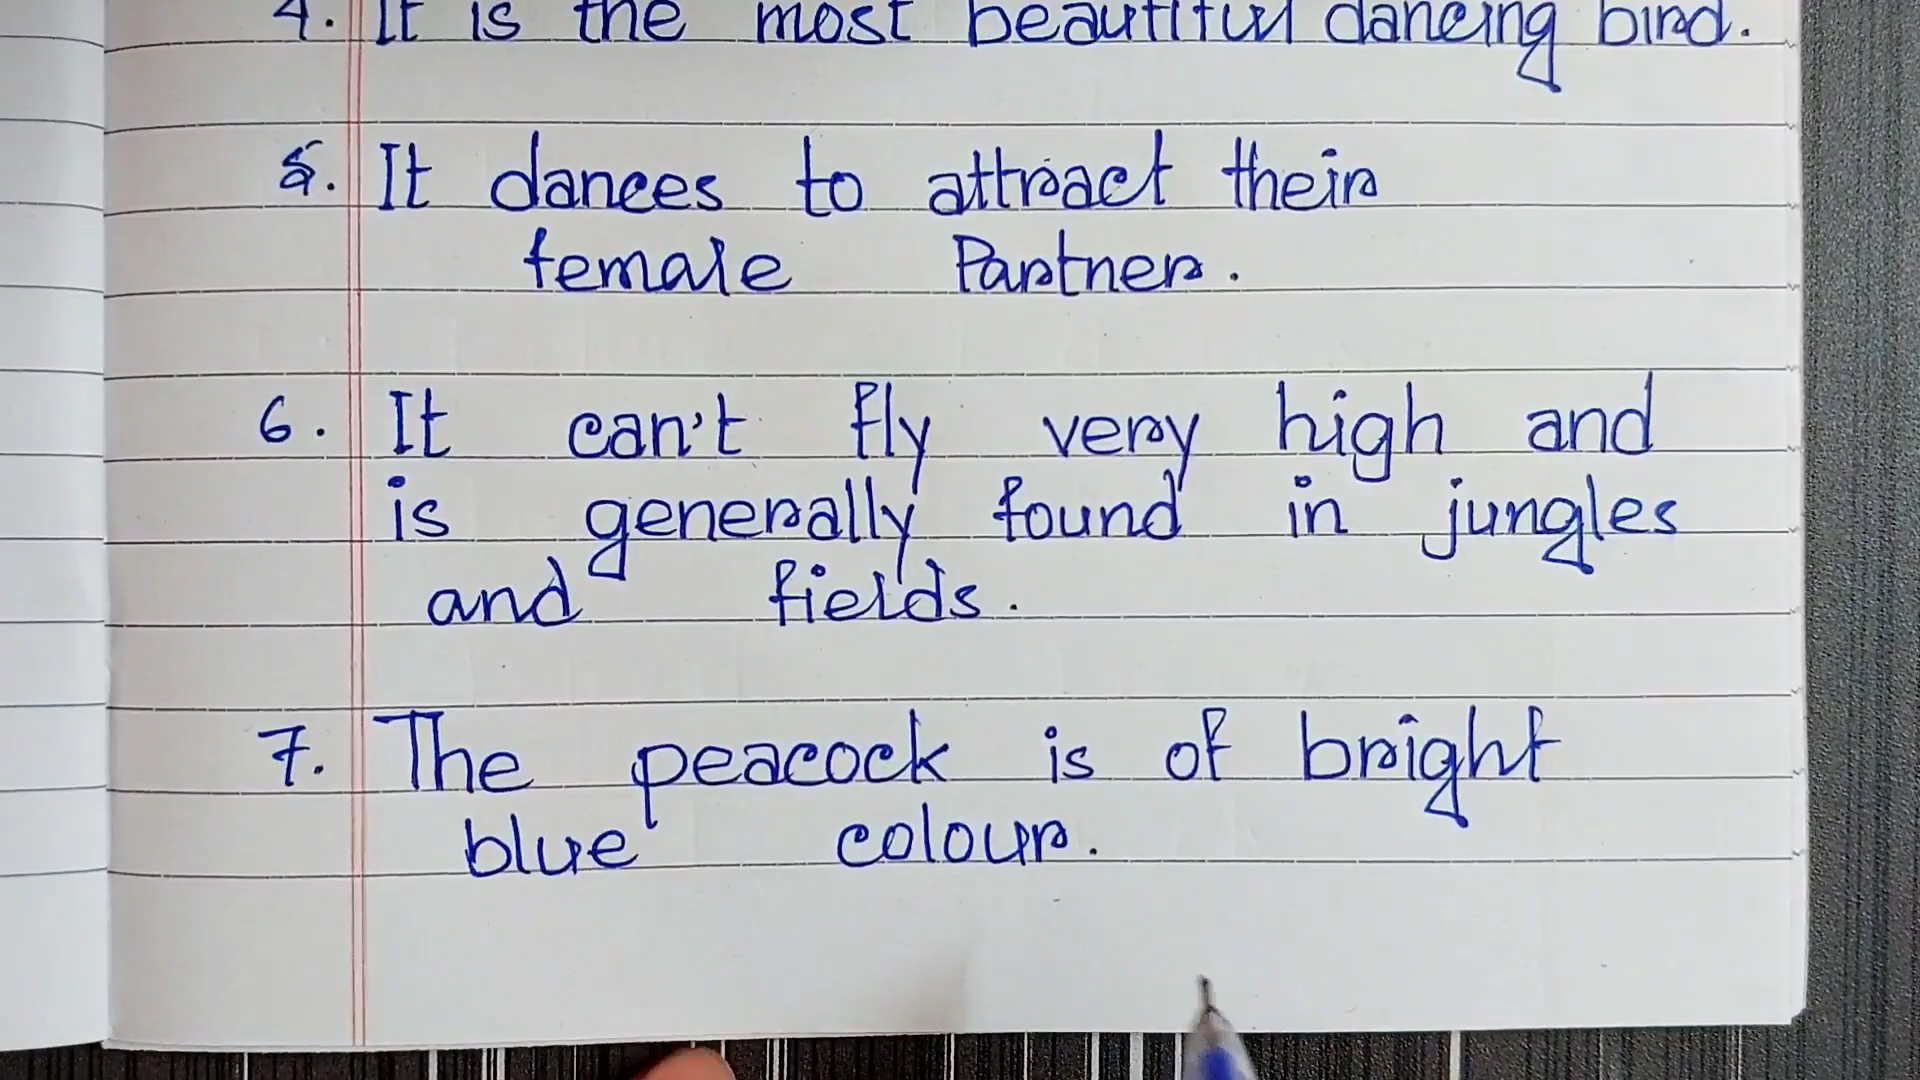 4. It is the most beautiful dancing bird.
5. It dances to attract their
female Partner.
6. It can't fly very high and
is generally found in jungles
and fields.
7. The peacock is of bright
blue colour.